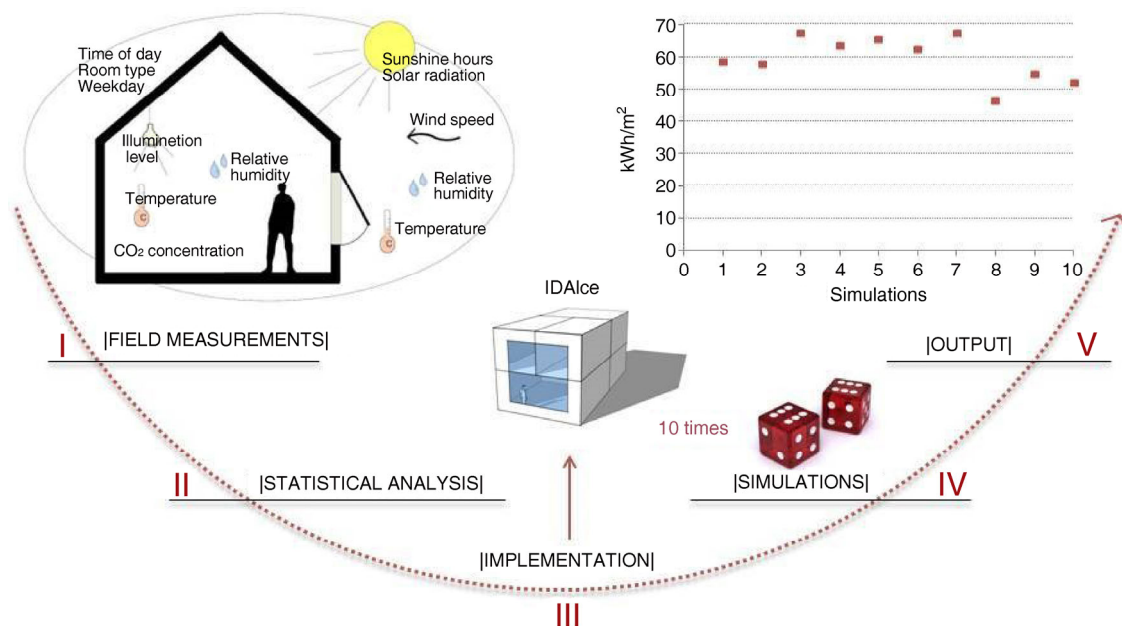 Time of day
Room type
Weekday
Sunshine hours
Solar radiation
Wind speed
Illuminetion
level
Relative
humidity
Relative
humidity
Temperature
C
Temperature
C
CO₂ concentration
kWh/m²
70
60
50
40
30
20
10
0
0 1 2 3 4 5 6 7 8 9 10
Simulations
IDAIce
I |FIELD MEASUREMENTS|
|OUTPUT| V
10 times
II |STATISTICAL ANALYSIS|
|SIMULATIONS| IV
|IMPLEMENTATION|
III